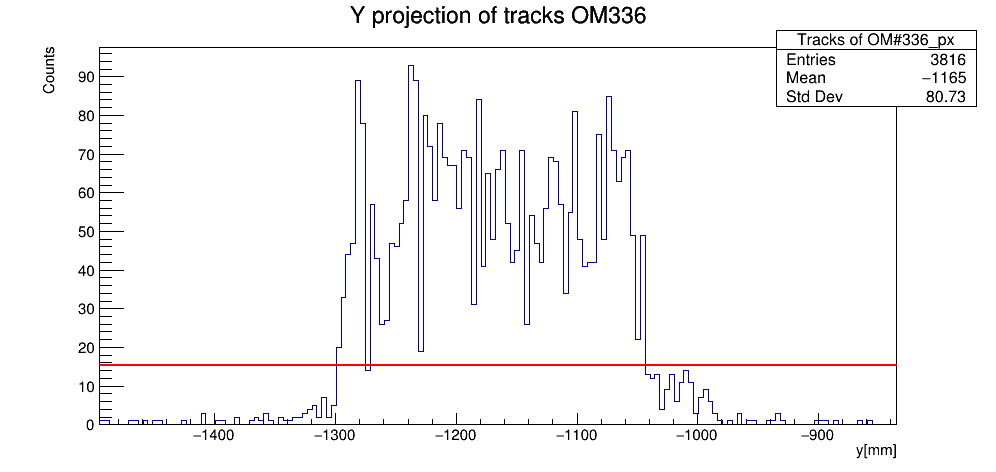 Y projection of tracks OM336
Tracks of OM#336_px
Entries 3816
Mean −1165
Std Dev 80.73
Counts
90
80
70
60
50
40
30
20
10
0
−1400 −1300 −1200 −1100 −1000 −900
y[mm]